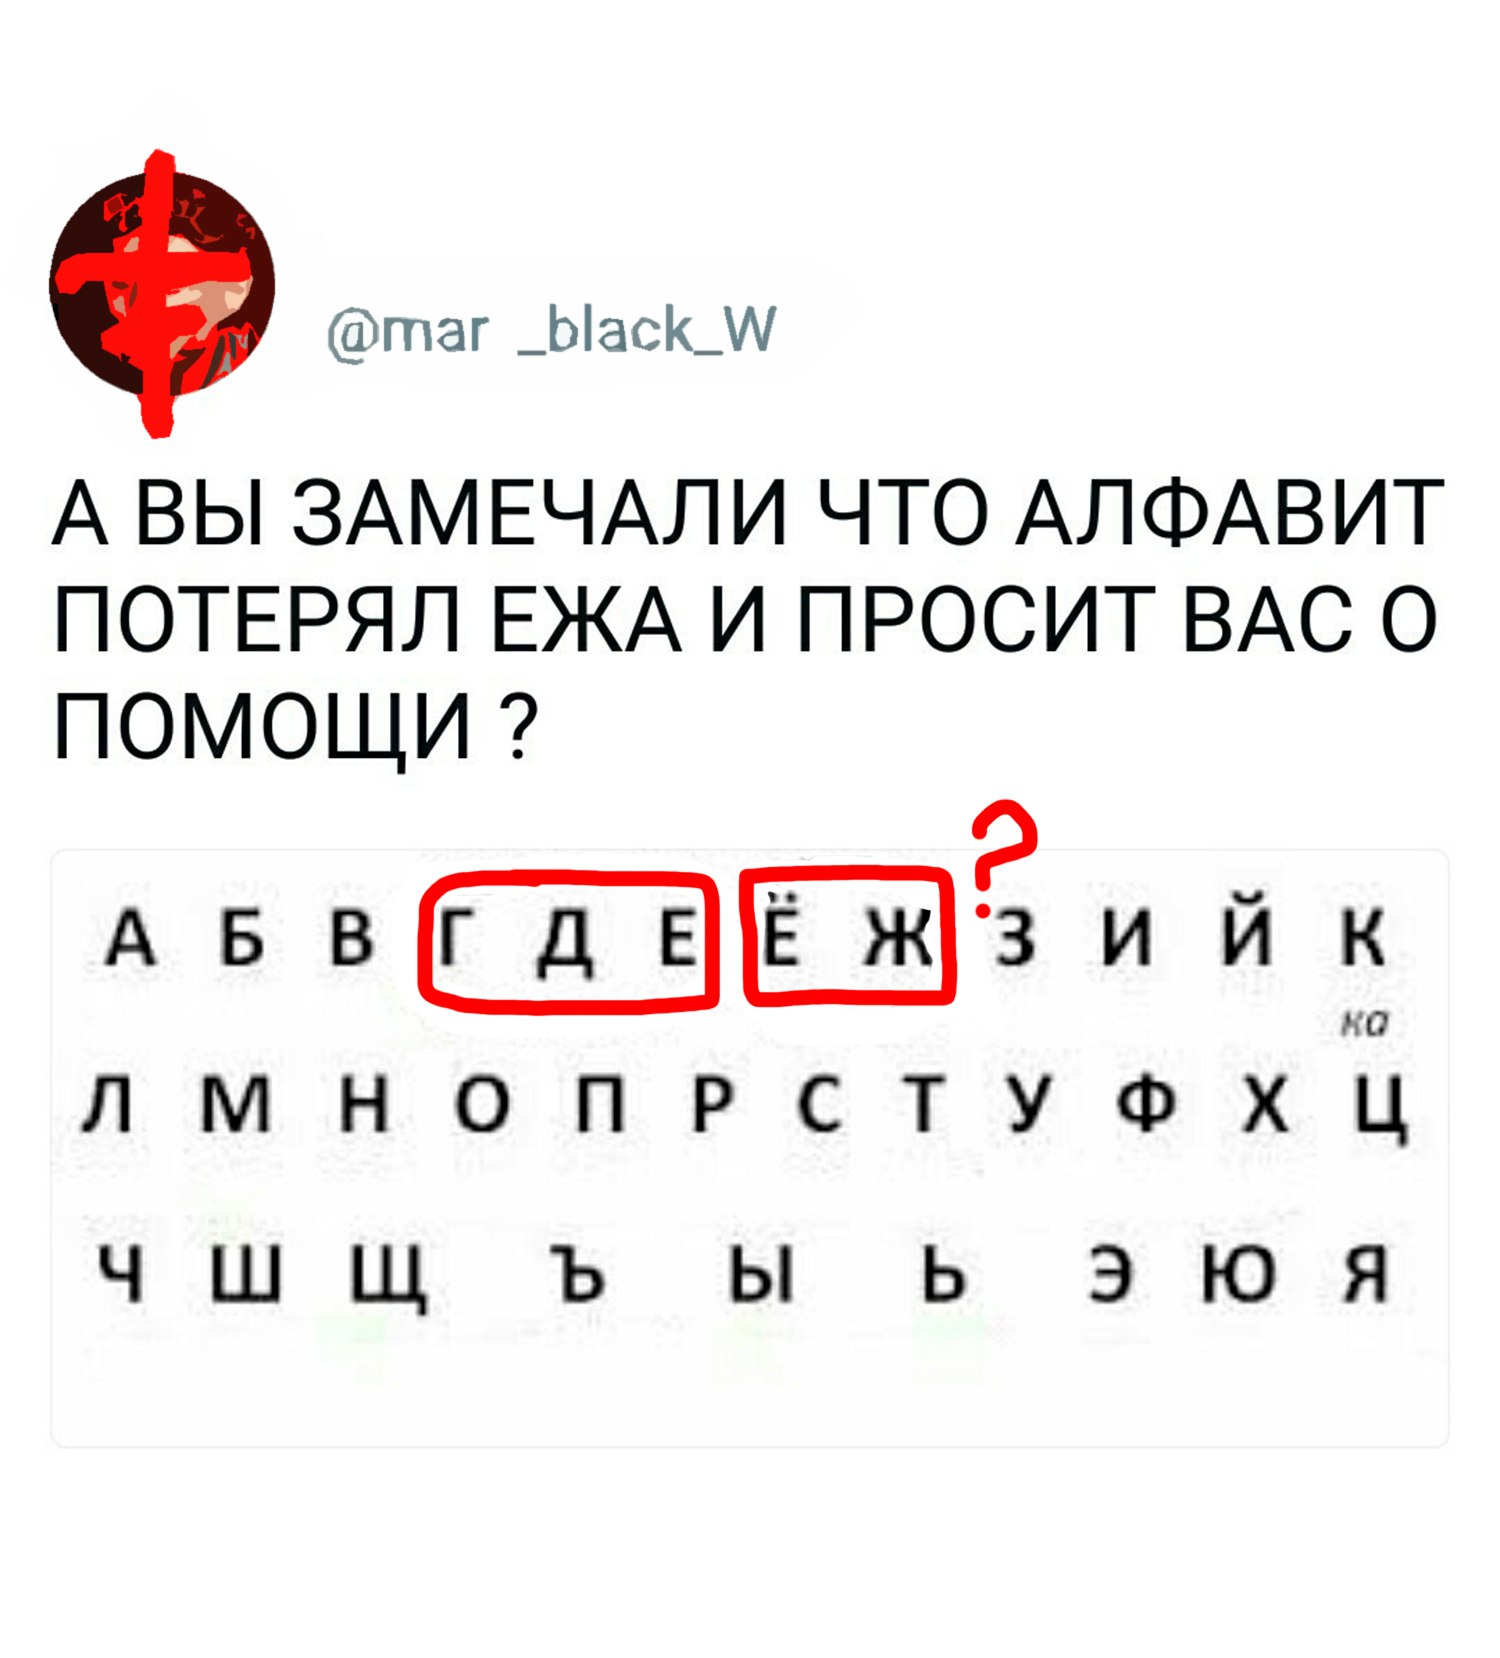 @mar _black_W
А ВЫ ЗАМЕЧАЛИ ЧТО АЛФАВИТ
ПОТЕРЯЛ ЕЖА И ПРОСИТ ВАС О
ПОМОЩИ ?
?
А Б В Г Д Е Ё Ж З И Й К
ка
Л М Н О П Р С Т У Ф Х Ц
Ч Ш Щ Ъ Ы Ь Э Ю Я